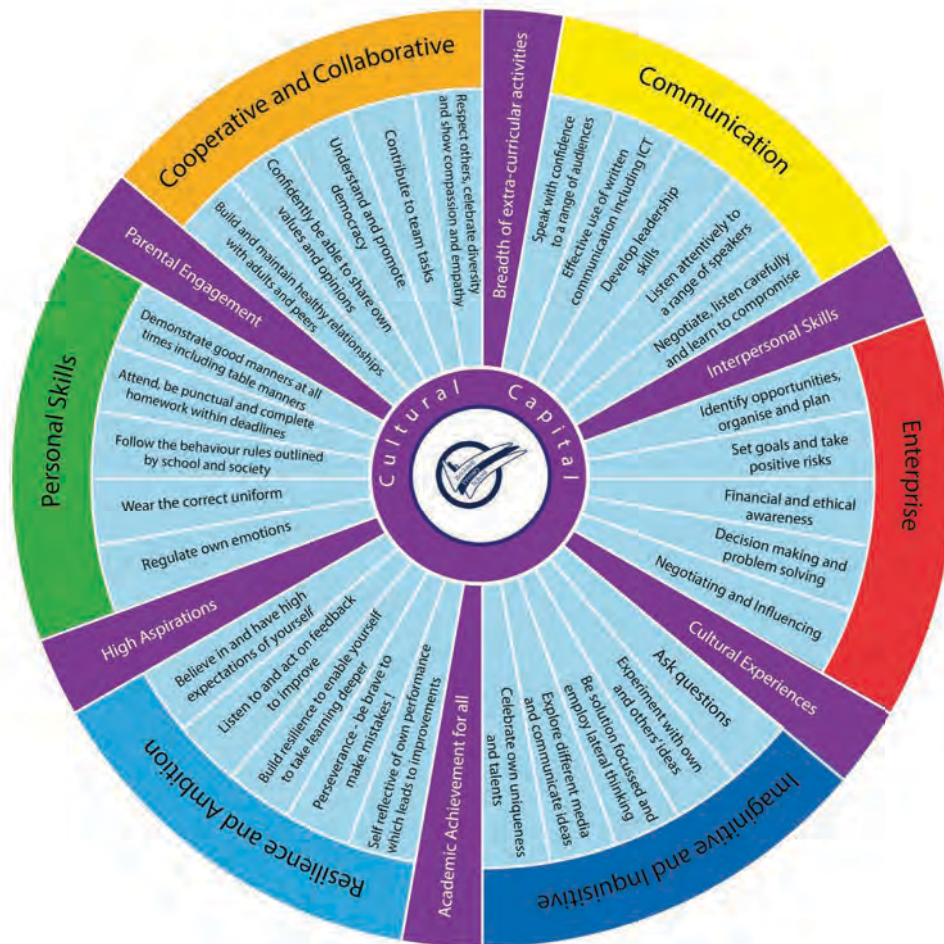 Cultural Capital
Breadth of extra-curricular activities
Communication
Speak with confidence
to a range of audiences
Effective use of written
communication including ICT
Develop leadership
skills
Listen attentively to
a range of speakers
Negotiate, listen carefully
and learn to compromise
Interpersonal Skills
Enterprise
Identify opportunities,
organise and plan
Set goals and take
positive risks
Financial and ethical
awareness
Decision making and
problem solving
Negotiating and Influencing
Cultural Experiences
Imaginitive and Inquisitive
Ask questions
Experiment with own
and others' ideas
Be solution focussed and
employ lateral thinking
Explore different media
and communicate ideas
Celebrate own uniqueness
and talents
Academic Achievement for all
Resilience and Ambition
Self reflective of own performance
which leads to improvements
Perseverance - be brave to
make mistakes !
Build resilience to enable yourself
to take learning deeper
Listen to and act on feedback
to improve
Believe in and have high
expectations of yourself
High Aspirations
Personal Skills
Regulate own emotions
Wear the correct uniform
Follow the behaviour rules outlined
by school and society
Attend, be punctual and complete
homework within deadlines
Demonstrate good manners at all
times including table manners
Parental Engagement
Cooperative and Collaborative
Build and maintain healthy relationships
with adults and peers
Confidently be able to share own
values and opinions
Understand and promote
democracy
Contribute to team tasks
Respect others, celebrate diversity
and show compassion and empathy